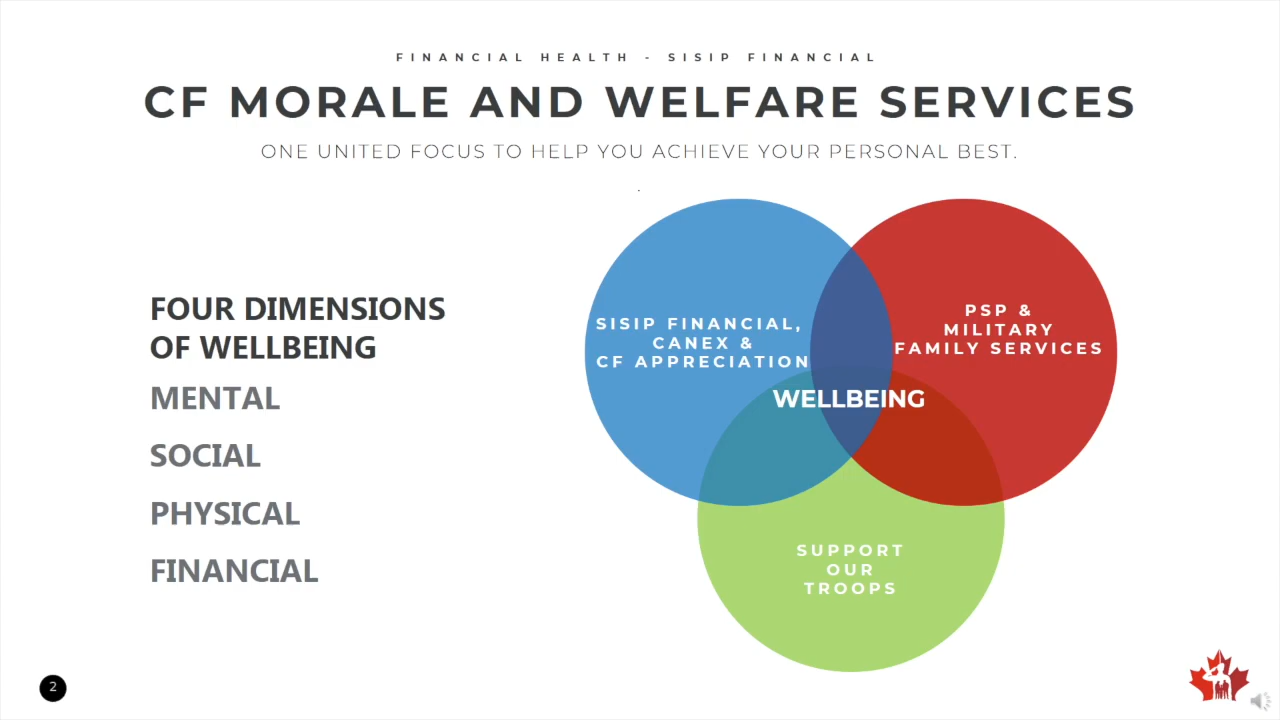 FINANCIAL HEALTH - SISIP FINANCIAL
CF MORALE AND WELFARE SERVICES
ONE UNITED FOCUS TO HELP YOU ACHIEVE YOUR PERSONAL BEST.
.
FOUR DIMENSIONS
OF WELLBEING
MENTAL
SOCIAL
PHYSICAL
FINANCIAL
SISIP FINANCIAL,
CANEX &
CF APPRECIATION
PSP &
MILITARY
FAMILY SERVICES
WELLBEING
SUPPORT
OUR
TROOPS
2